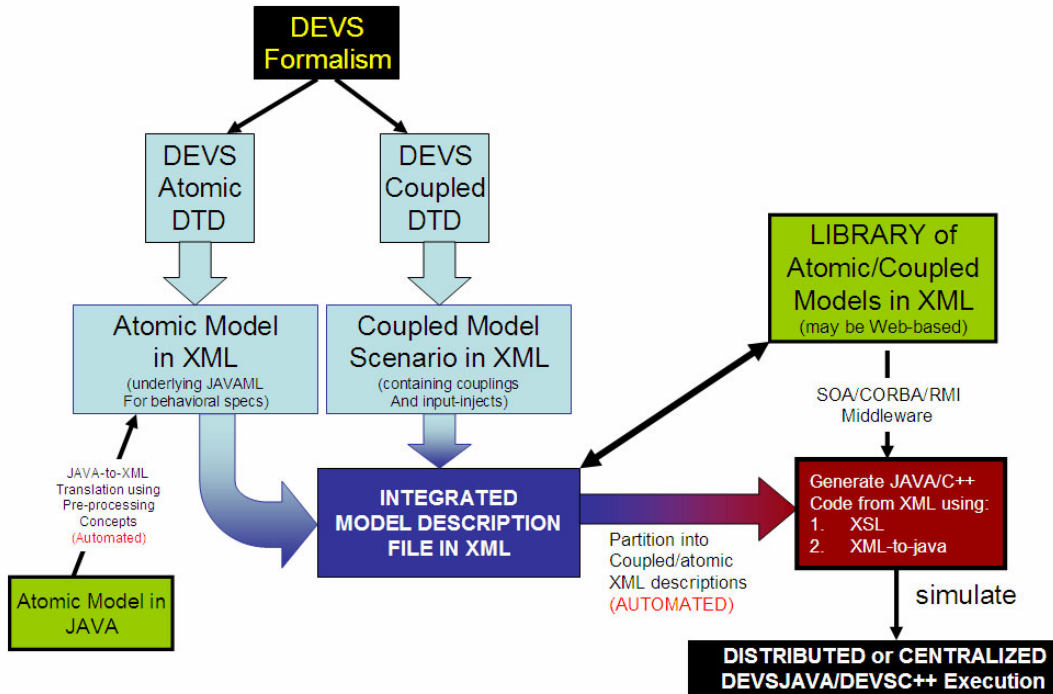 DEVS
Formalism
DEVS
Atomic
DTD
DEVS
Coupled
DTD
LIBRARY of
Atomic/Coupled
Models in XML
(may be Web-based)
Atomic Model
in XML
(underlying JAVAML
For behavioral specs)
Coupled Model
Scenario in XML
(containing couplings
And input-injects)
SOA/CORBA/RMI
Middleware
JAVA-to-XML
Translation using
Pre-processing
Concepts
(Automated)
INTEGRATED
MODEL DESCRIPTION
FILE IN XML
Generate JAVA/C++
Code from XML using:
1. XSL
2. XML-to-java
Partition into
Coupled/atomic
XML descriptions
(AUTOMATED)
Atomic Model in
JAVA
simulate
DISTRIBUTED or CENTRALIZED
DEVSJAVA/DEVSC++ Execution